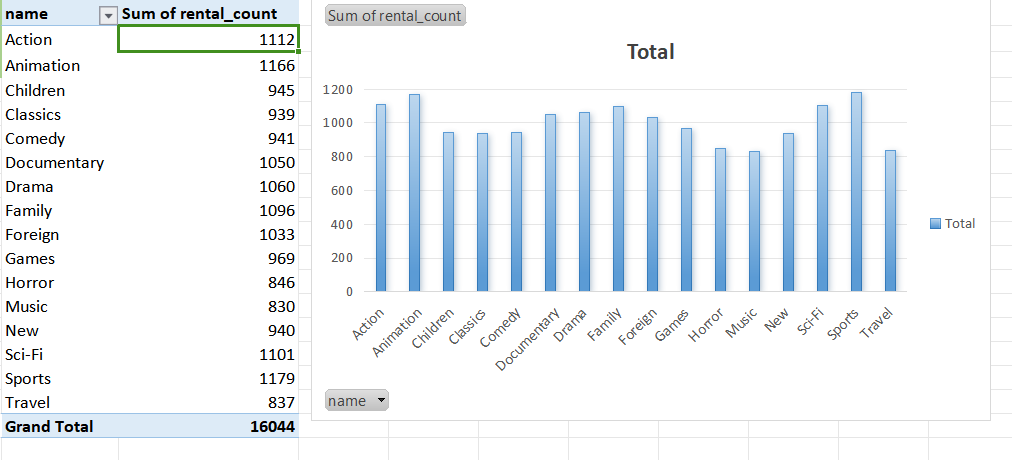 name Sum of rental_count
Action 1112
Animation 1166
Children 945
Classics 939
Comedy 941
Documentary 1050
Drama 1060
Family 1096
Foreign 1033
Games 969
Horror 846
Music 830
New 940
Sci-Fi 1101
Sports 1179
Travel 837
Grand Total 16044
Sum of rental_count
Total
1200
1000
800
600
400
200
0
Action Animation Children Classics Comedy Documentary Drama Family Foreign Games Horror Music New Sci-Fi Sports Travel
Total
name